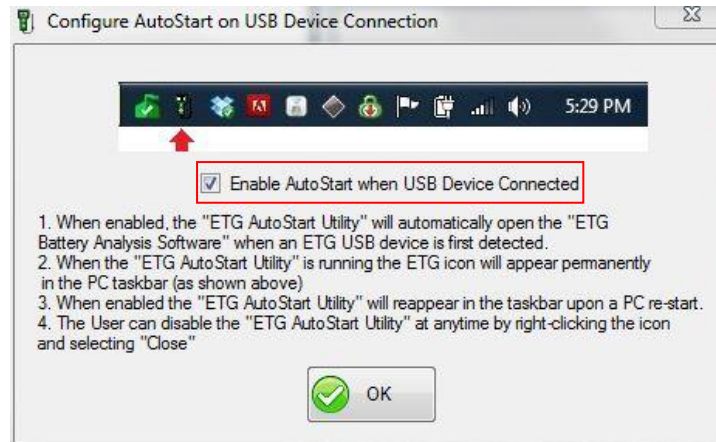 Configure AutoStart on USB Device Connection
5:29 PM
Enable AutoStart when USB Device Connected
1. When enabled, the "ETG AutoStart Utility" will automatically open the "ETG
Battery Analysis Software" when an ETG USB device is first detected.
2. When the "ETG AutoStart Utility" is running the ETG icon will appear permanently
in the PC taskbar (as shown above)
3. When enabled the "ETG AutoStart Utility" will reappear in the taskbar upon a PC re-start.
4. The User can disable the "ETG AutoStart Utility" at anytime by right-clicking the icon
and selecting "Close"
OK